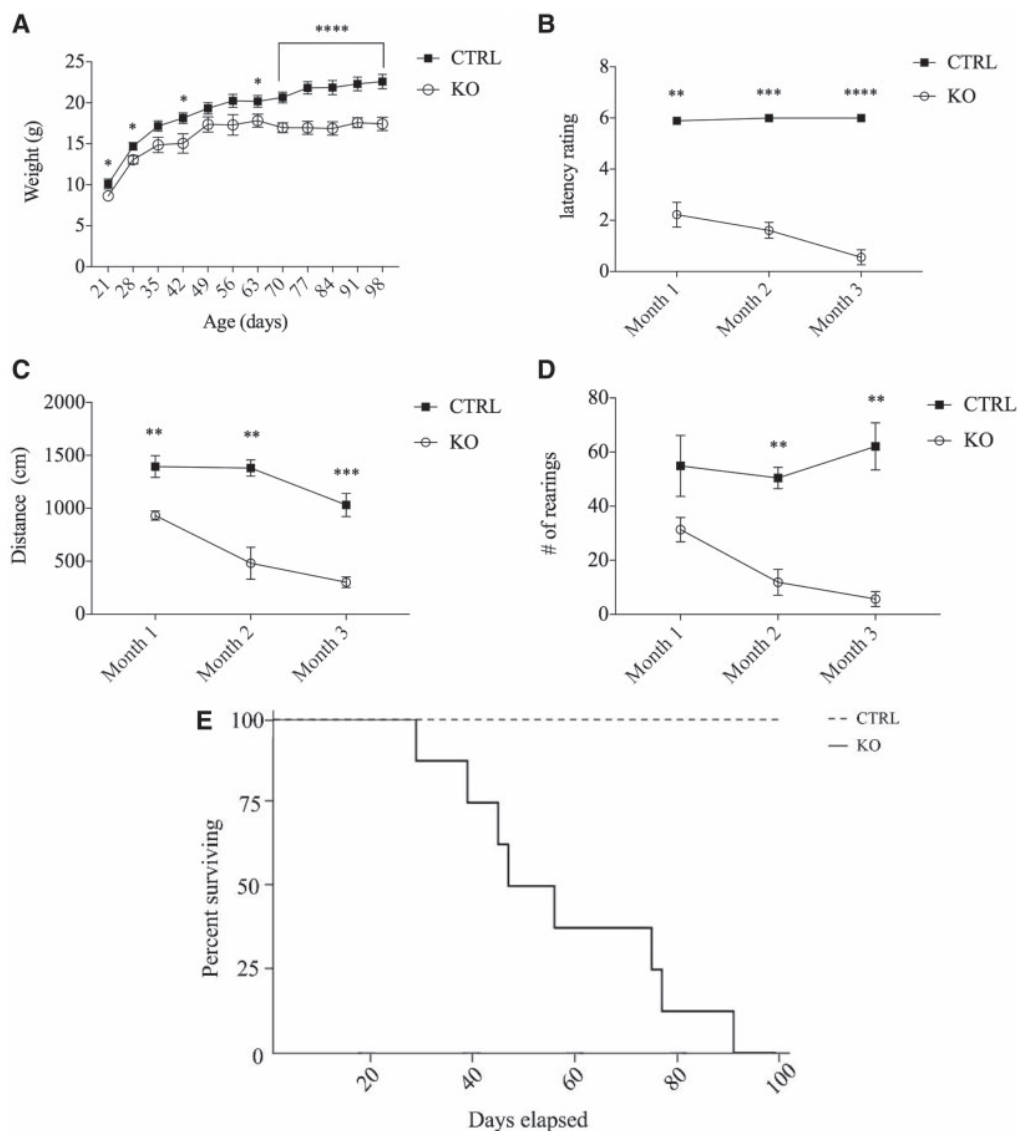 A
****
CTRL
KO
Weight (g)
25
20
15
10
5
0
*
*
*
*
21
28
35
42
49
56
63
70
77
84
91
98
Age (days)
B
CTRL
KO
latency rating
8
6
4
2
0
**
***
****
Month 1
Month 2
Month 3
C
CTRL
KO
Distance (cm)
2000
1500
1000
500
0
**
**
***
Month 1
Month 2
Month 3
D
CTRL
KO
# of rearings
80
60
40
20
0
**
**
Month 1
Month 2
Month 3
E
CTRL
KO
Percent surviving
100
75
50
25
0
20
40
60
80
100
Days elapsed